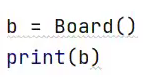 b = Board()
print(b)